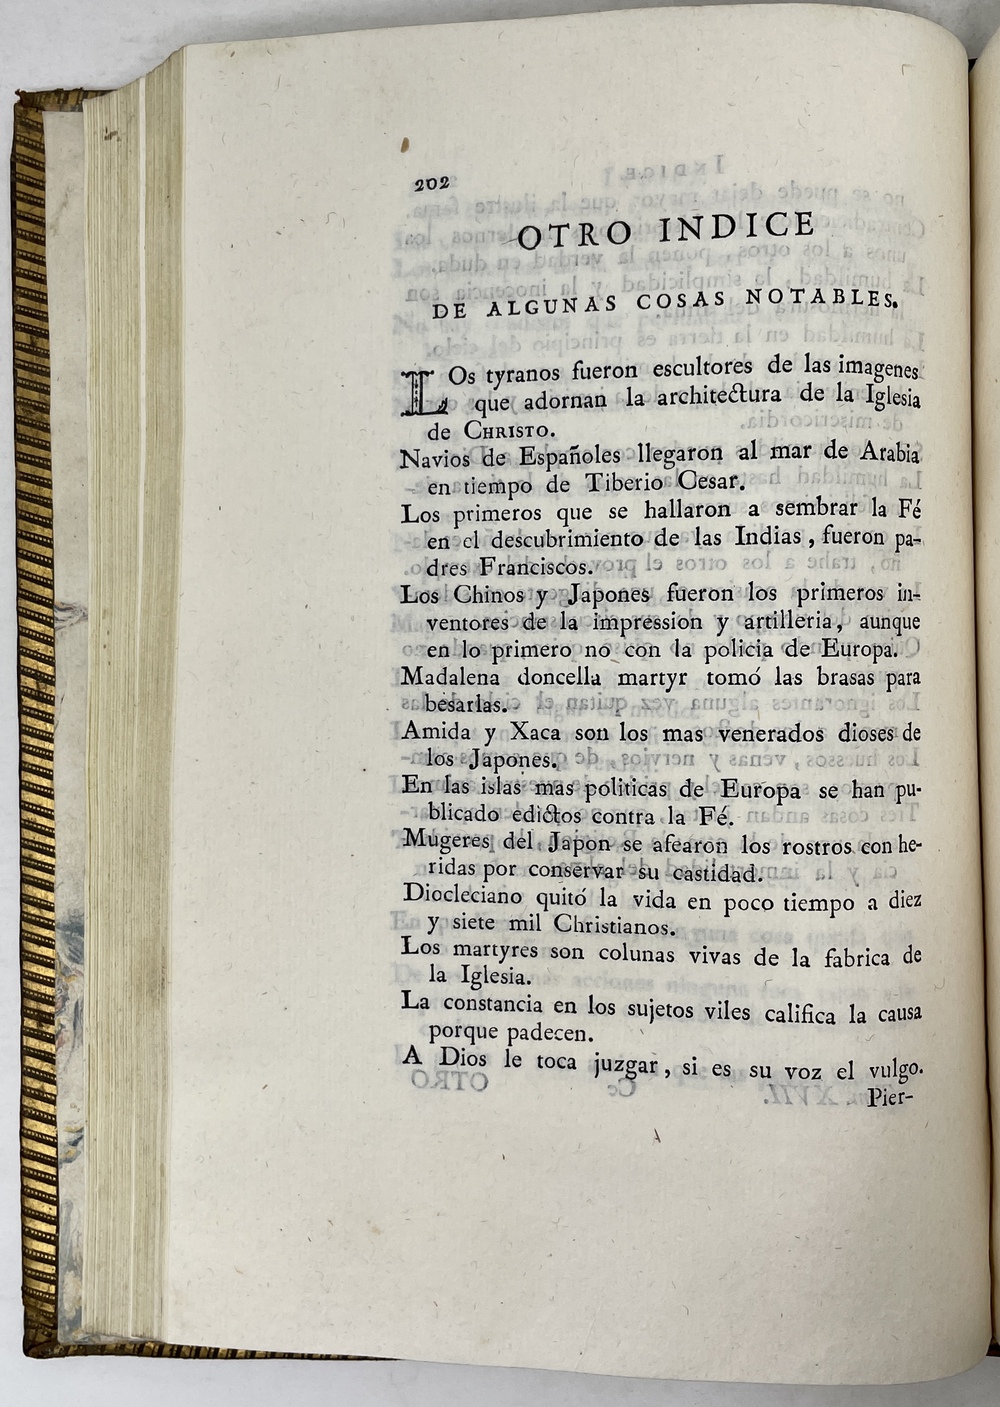 202
OTRO INDICE
DE ALGUNAS COSAS NOTABLES.
LOs tyranos fueron escultores de las imagenes
que adornan la architectura de la Iglesia
de CHRISTO.
Navios de Españoles llegaron al mar de Arabia
en tiempo de Tiberio Cesar.
Los primeros que se hallaron a sembrar la Fé
en el descubrimiento de las Indias, fueron pa-
dres Franciscos.
Los Chinos y Japones fueron los primeros in-
ventores de la impression y artilleria, aunque
en lo primero no con la policia de Europa.
Madalena doncella martyr tomó las brasas para
besarlas.
Amida y Xaca son los mas venerados dioses de
los Japones.
En las islas mas politicas de Europa se han pu-
blicado edictos contra la Fé.
Mugeres del Japon se afearon los rostros con he-
ridas por conservar su castidad.
Diocleciano quitó la vida en poco tiempo a diez
y siete mil Christianos.
Los martyres son colunas vivas de la fabrica de
la Iglesia.
La constancia en los sujetos viles califica la causa
porque padecen.
A Dios le toca juzgar, si es su voz el vulgo.
Pier-